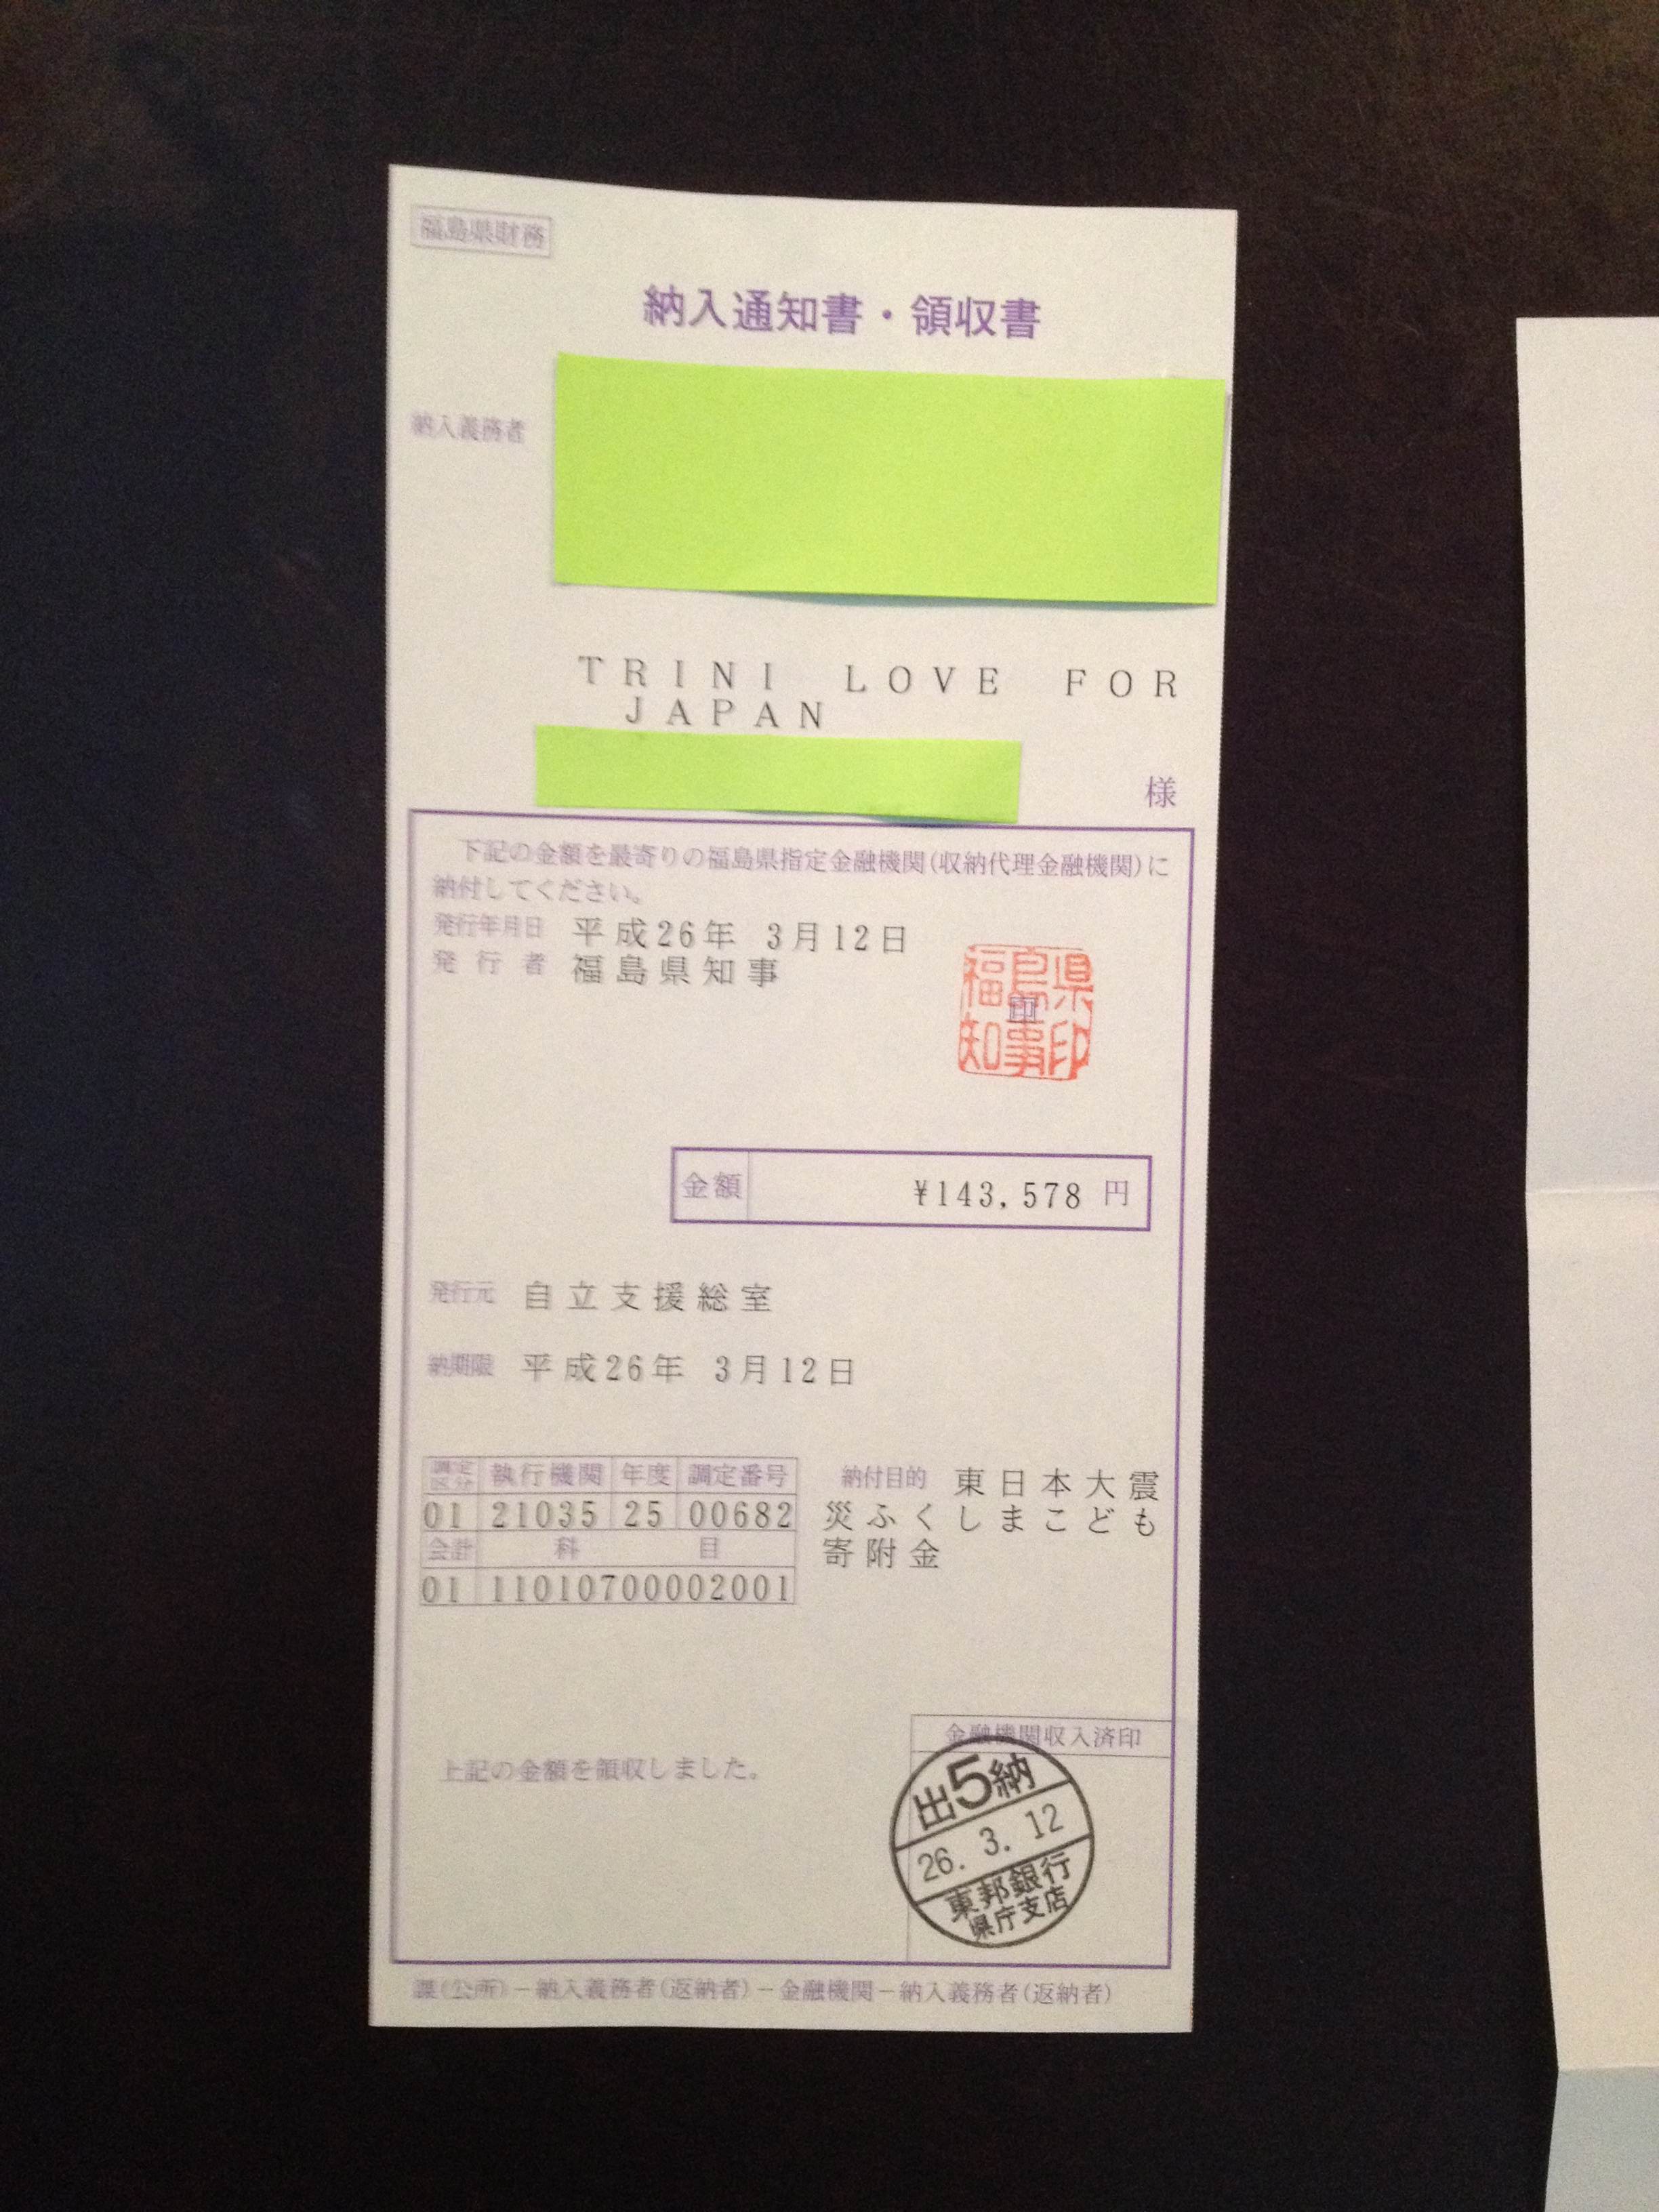 福島県財務
納入通知書・領収書
納入義務者
TRINI LOVE FOR
JAPAN
様
下記の金額を最寄りの福島県指定金融機関(収納代理金融機関)に
納付してください。
発行年月日 平成26年 3月12日
発行者 福島県知事
福島県
印
知事印
金額 ¥143,578 円
発行元 自立支援総室
納期限 平成26年 3月12日
調定区分 執行機関 年度 調定番号
01 21035 25 00682
会計 科目
01 11010700002001
納付目的 東日本大震
災ふくしまこども
寄附金
金融機関収入済印
上記の金額を領収しました。
出5納
26. 3. 12
東邦銀行
県庁支店
課(公所)−納入義務者(返納者)−金融機関−納入義務者(返納者)